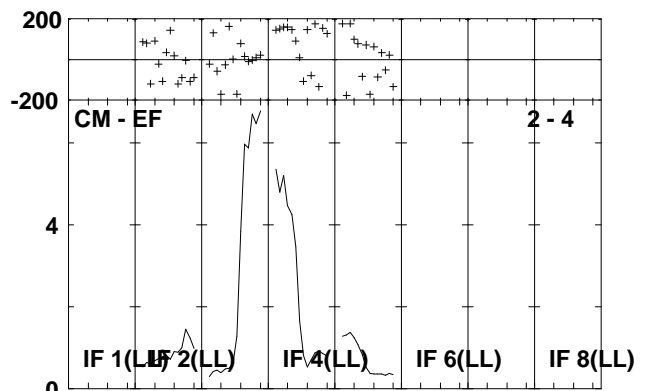 200
-200
CM - EF 2 - 4
4
IF 1(LL) IF 2(LL) IF 4(LL) IF 6(LL) IF 8(LL)
0